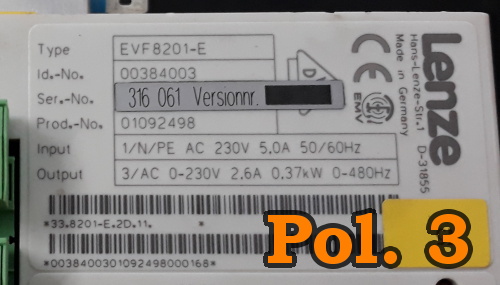 Type EVF8201-E
Id.-No. 00384003
Ser.-No. 316 061 Versionnr.
Prod.-No. 01092498
Input 1/N/PE AC 230V 5.0A 50/60Hz
Output 3/AC 0-230V 2.6A 0.37kW 0-480Hz
*33.8201-E.2D.11. *
*0038400301092498000168*
CE
EMV
Made in Germany
Hans-Lenze-Str.1 D-31855
Lenze
Pol. 3